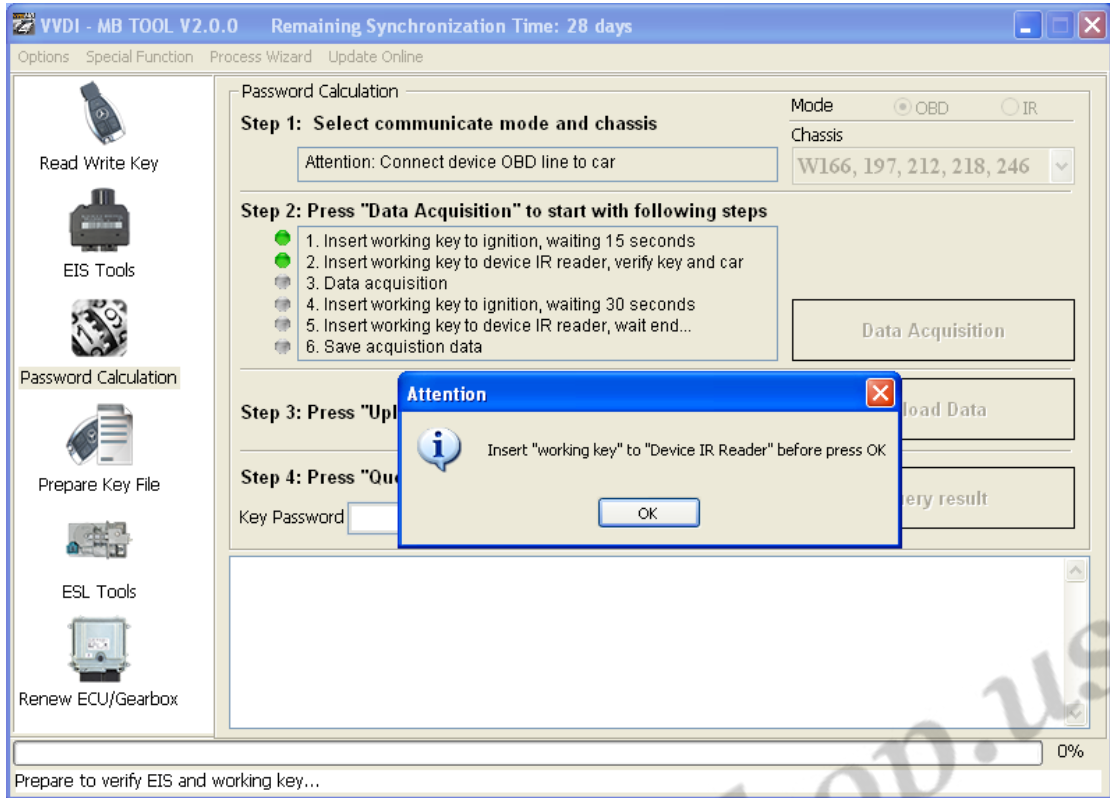 VVDI - MB TOOL V2.0.0 Remaining Synchronization Time: 28 days
Options Special Function Process Wizard Update Online
Read Write Key
EIS Tools
Password Calculation
Prepare Key File
ESL Tools
Renew ECU/Gearbox
Password Calculation
Step 1: Select communicate mode and chassis
Attention: Connect device OBD line to car
Mode OBD IR
Chassis
W166, 197, 212, 218, 246
Step 2: Press "Data Acquisition" to start with following steps
1. Insert working key to ignition, waiting 15 seconds
2. Insert working key to device IR reader, verify key and car
3. Data acquisition
4. Insert working key to ignition, waiting 30 seconds
5. Insert working key to device IR reader, wait end...
6. Save acquistion data
Data Acquisition
Step 3: Press "Upl
load Data
Step 4: Press "Que
ery result
Key Password
Attention
Insert "working key" to "Device IR Reader" before press OK
OK
0%
Prepare to verify EIS and working key...
op.us